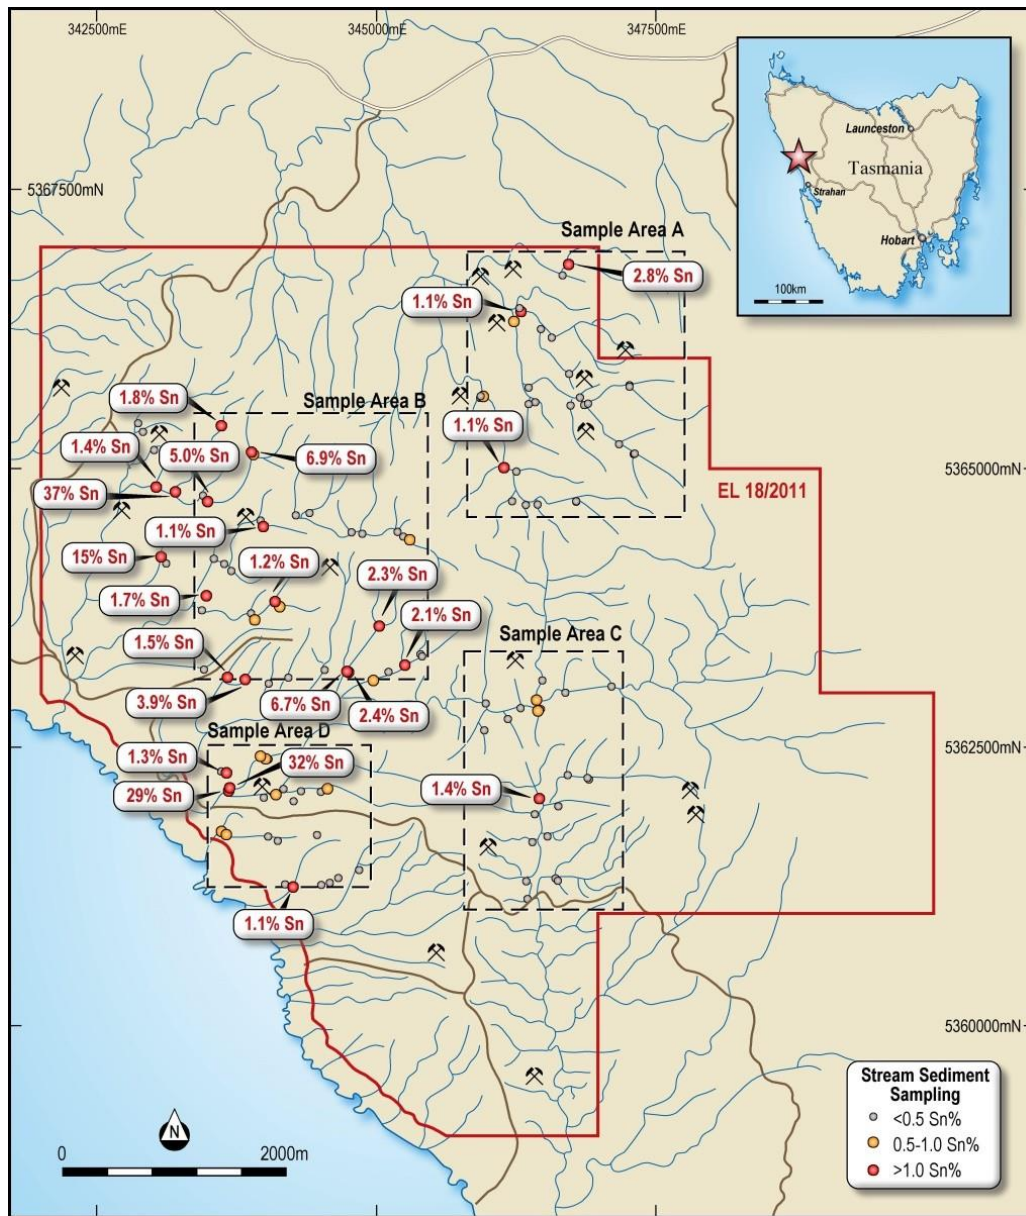 342500mE
345000mE
347500mE
5367500mN
Launceston
Tasmania
Strahan
Hobart
100km
Sample Area A
2.8% Sn
1.1% Sn
1.8% Sn
Sample Area B
1.1% Sn
1.4% Sn
5.0% Sn
6.9% Sn
5365000mN
37% Sn
EL 18/2011
1.1% Sn
15% Sn
1.2% Sn
2.3% Sn
1.7% Sn
2.1% Sn
1.5% Sn
Sample Area C
3.9% Sn
6.7% Sn
2.4% Sn
Sample Area D
5362500mN
1.3% Sn
32% Sn
29% Sn
1.4% Sn
1.1% Sn
5360000mN
Stream Sediment
Sampling
<0.5 Sn%
0.5-1.0 Sn%
>1.0 Sn%
N
0
2000m